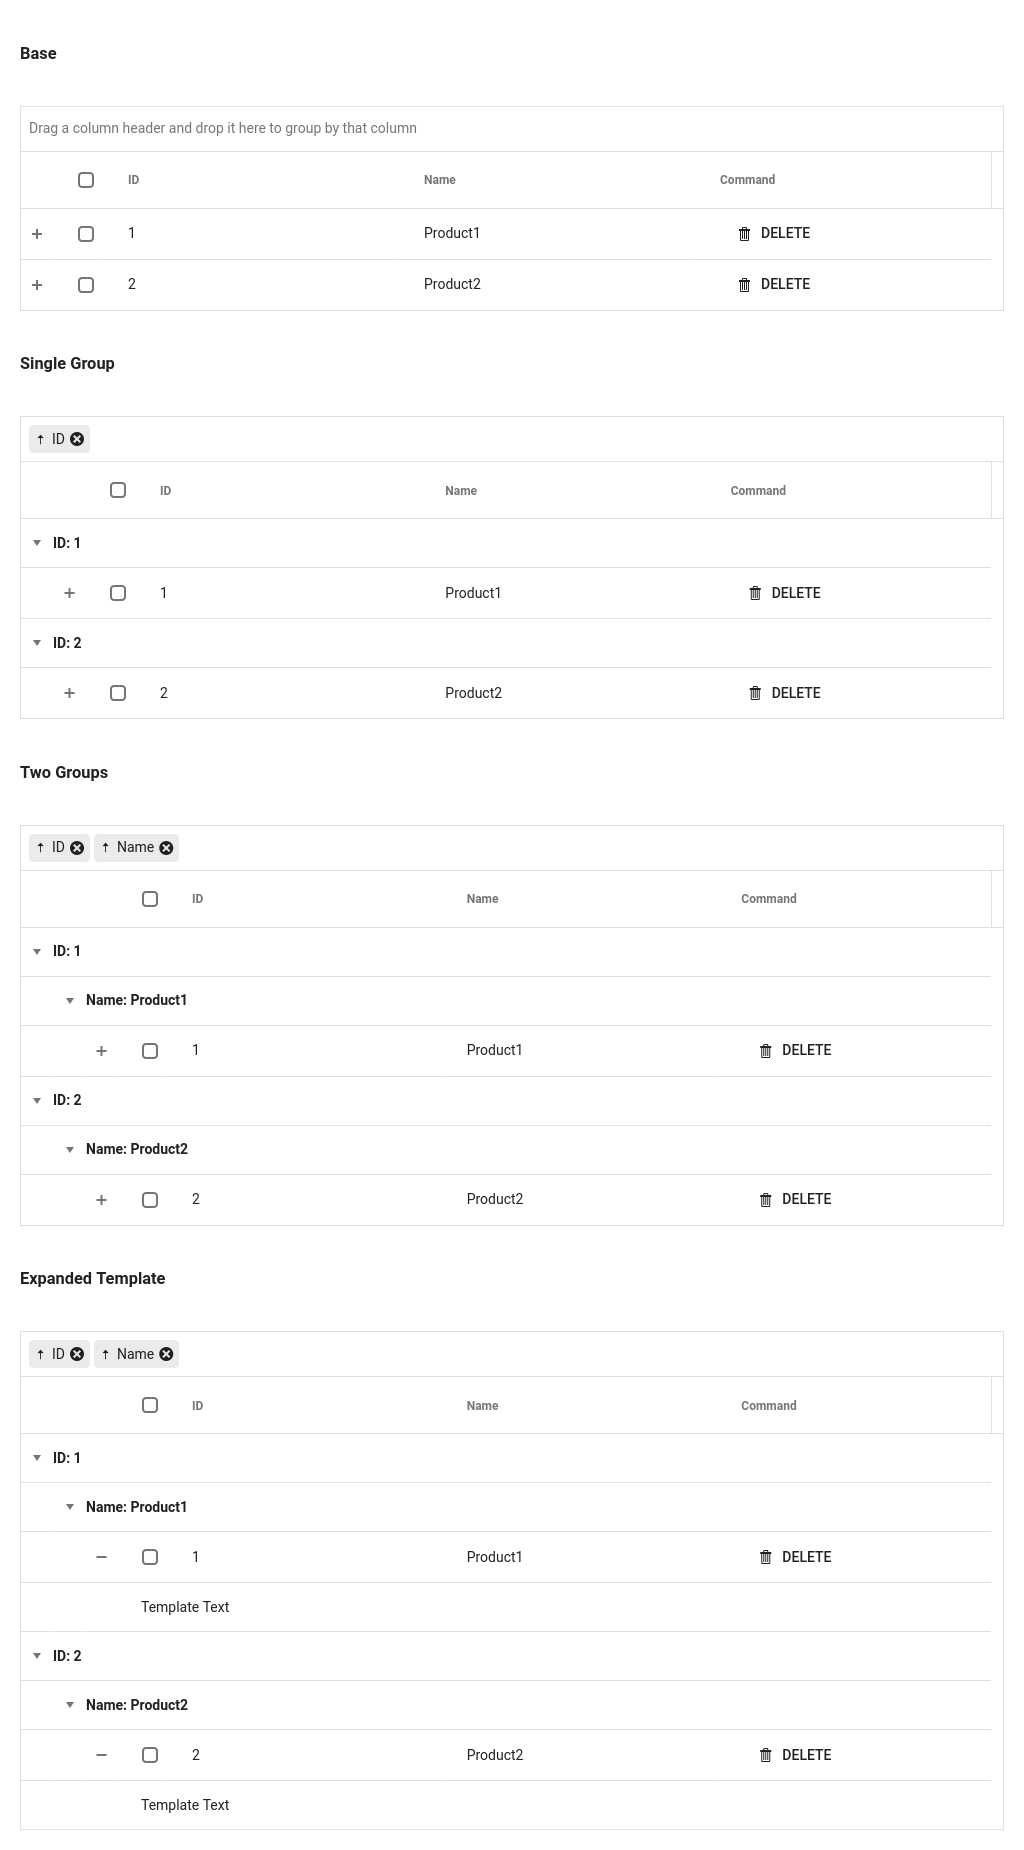 Base
Drag a column header and drop it here to group by that column
ID Name Command
1 Product1 DELETE
2 Product2 DELETE
Single Group
ID
ID Name Command
ID: 1
1 Product1 DELETE
ID: 2
2 Product2 DELETE
Two Groups
ID Name
ID Name Command
ID: 1
Name: Product1
1 Product1 DELETE
ID: 2
Name: Product2
2 Product2 DELETE
Expanded Template
ID Name
ID Name Command
ID: 1
Name: Product1
1 Product1 DELETE
Template Text
ID: 2
Name: Product2
2 Product2 DELETE
Template Text